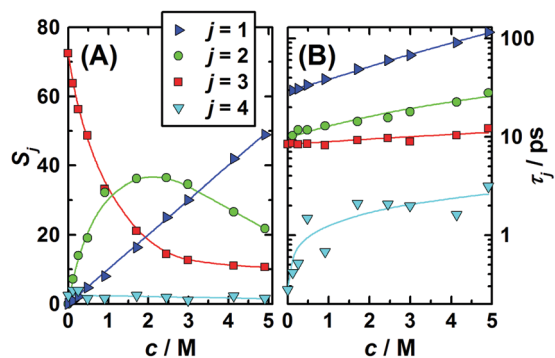 80
60
40
20
0
S_j
(A)
j = 1
j = 2
j = 3
j = 4
(B)
100
10
1
τ_j / ps
0 1 2 3 4 5
0 1 2 3 4 5
c / M
c / M